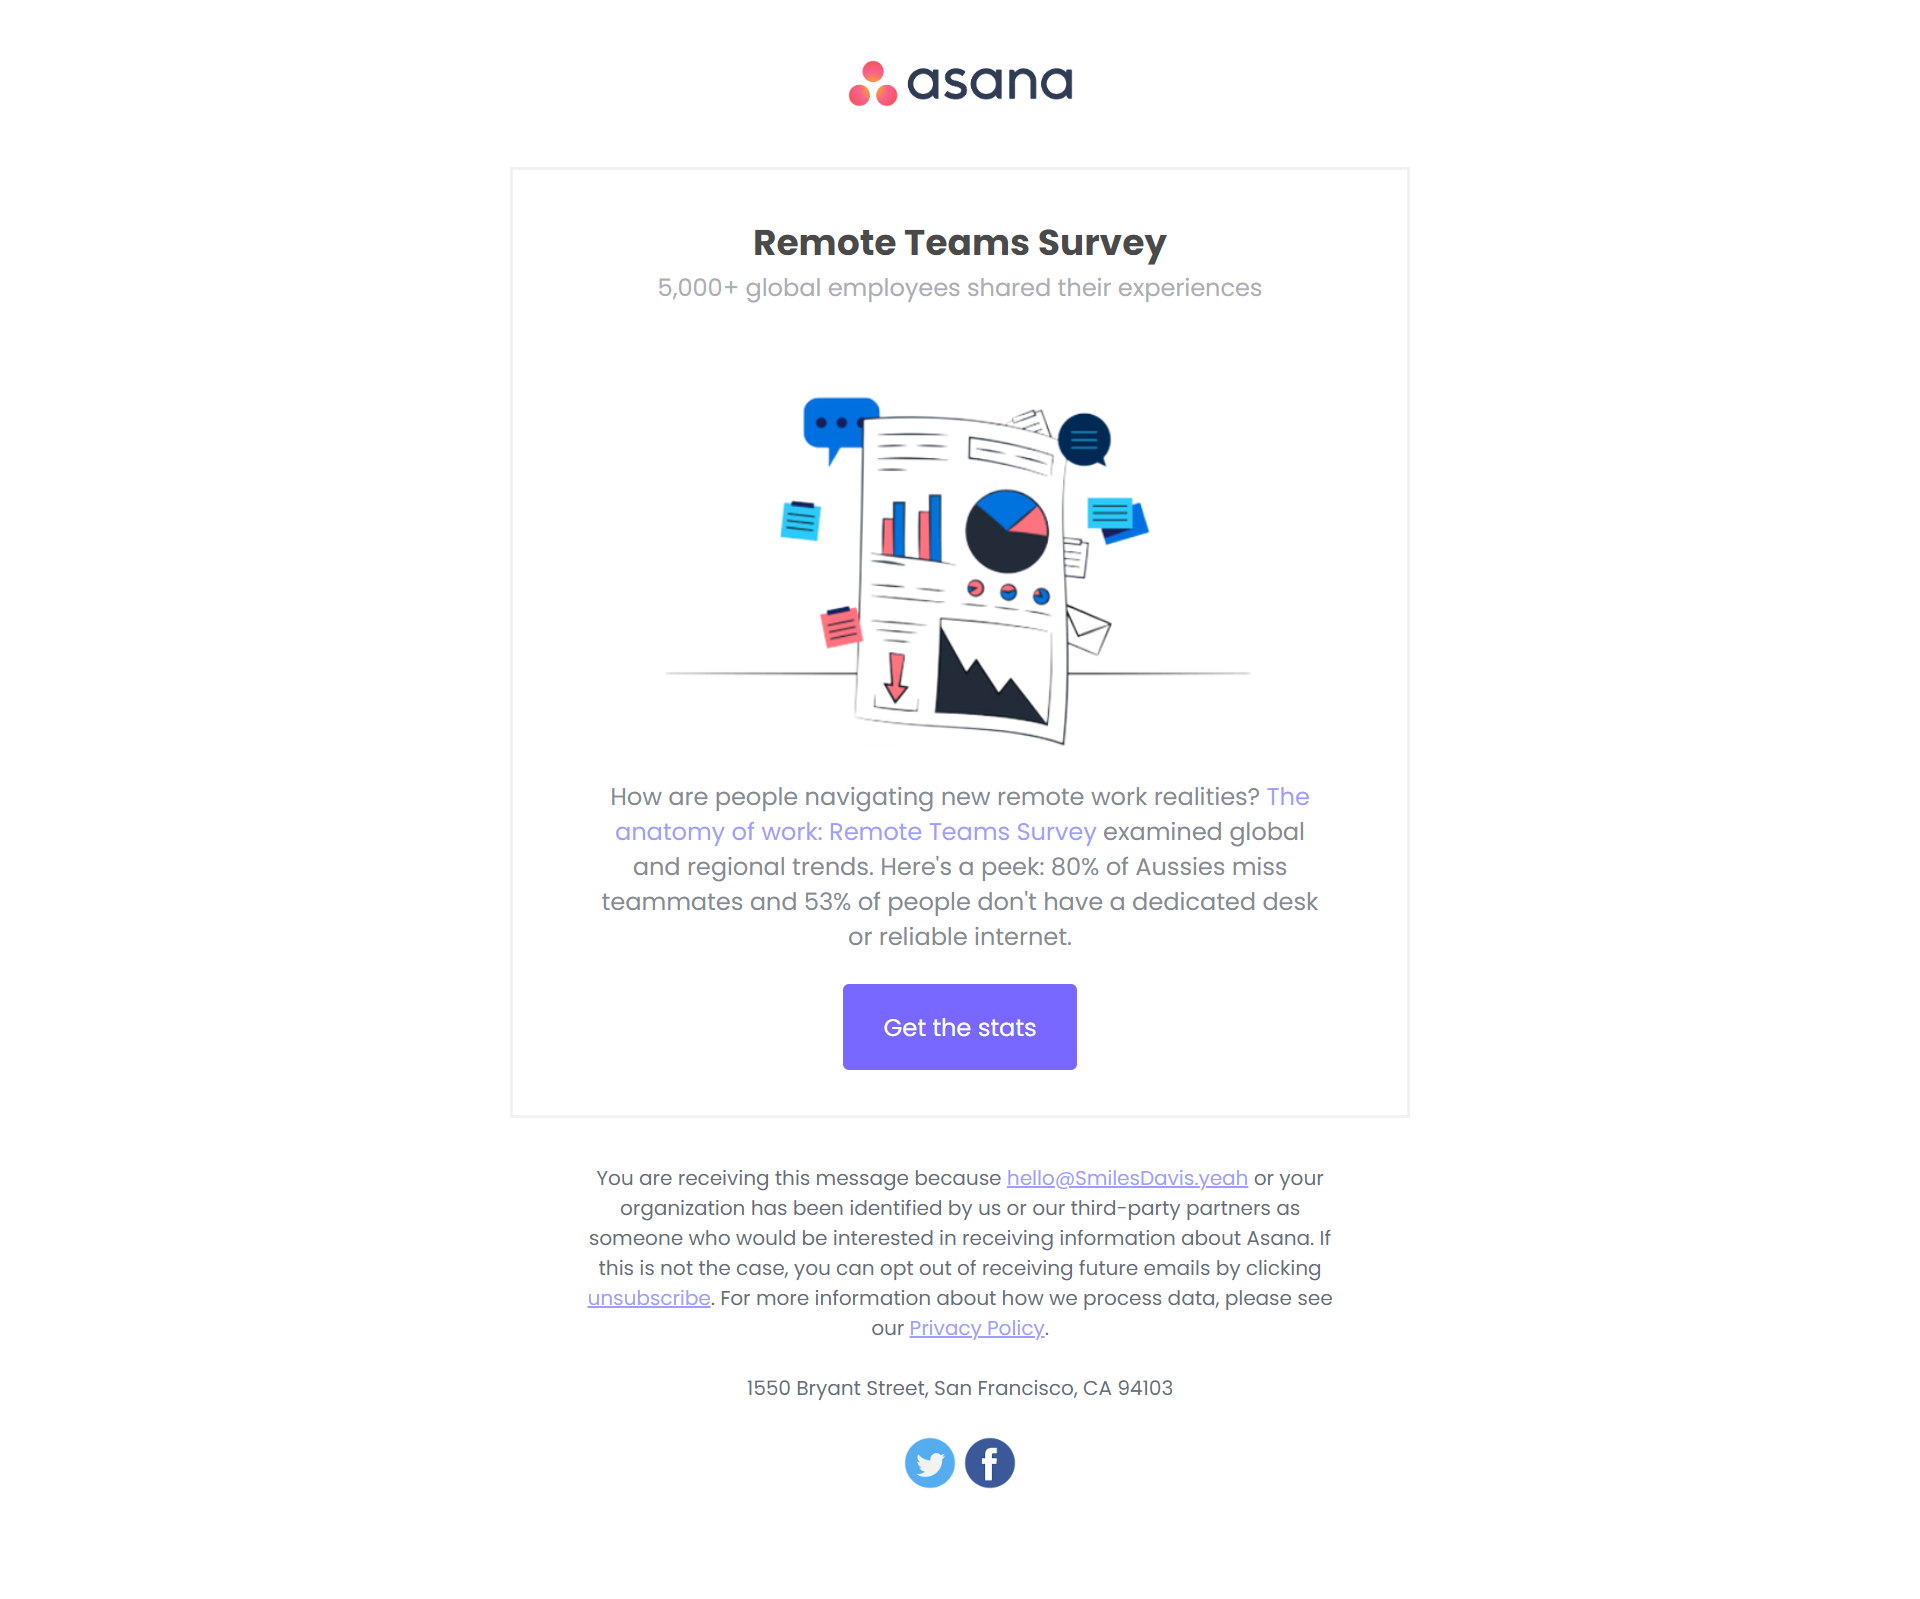 asana
Remote Teams Survey
5,000+ global employees shared their experiences
How are people navigating new remote work realities? The
anatomy of work: Remote Teams Survey examined global
and regional trends. Here's a peek: 80% of Aussies miss
teammates and 53% of people don't have a dedicated desk
or reliable internet.
Get the stats
You are receiving this message because hello@SmilesDavis.yeah or your
organization has been identified by us or our third-party partners as
someone who would be interested in receiving information about Asana. If
this is not the case, you can opt out of receiving future emails by clicking
unsubscribe. For more information about how we process data, please see
our Privacy Policy.
1550 Bryant Street, San Francisco, CA 94103